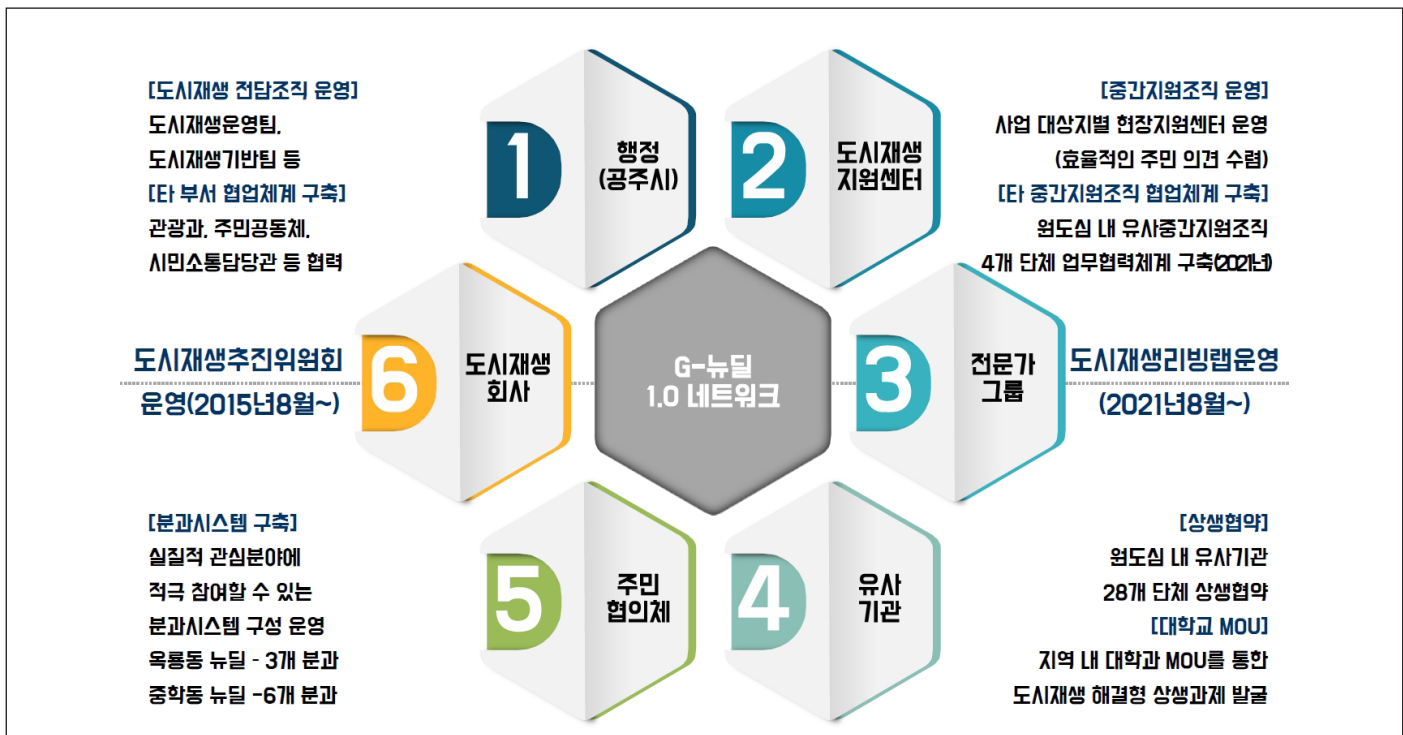 [도시재생 전담조직 운영]
도시재생운영팀,
도시재생기반팀 등
[타 부서 협업체계 구축]
관광과, 주민공동체,
시민소통담당관 등 협력
1
행정
(공주시)
2
도시재생
지원센터
[중간지원조직 운영]
사업 대상지별 현장지원센터 운영
(효율적인 주민 의견 수렴)
[타 중간지원조직 협업체계 구축]
원도심 내 유사중간지원조직
4개 단체 업무협력체계 구축(2021년)
도시재생추진위원회
운영(2015년8월~)
6
도시재생
회사
G-뉴딜
1.0 네트워크
3
전문가
그룹
도시재생리빙랩운영
(2021년8월~)
[분과시스템 구축]
실질적 관심분야에
적극 참여할 수 있는
분과시스템 구성 운영
옥룡동 뉴딜 - 3개 분과
중학동 뉴딜 -6개 분과
5
주민
협의체
4
유사
기관
[상생협약]
원도심 내 유사기관
28개 단체 상생협약
[대학교 MOU]
지역 내 대학과 MOU를 통한
도시재생 해결형 상생과제 발굴